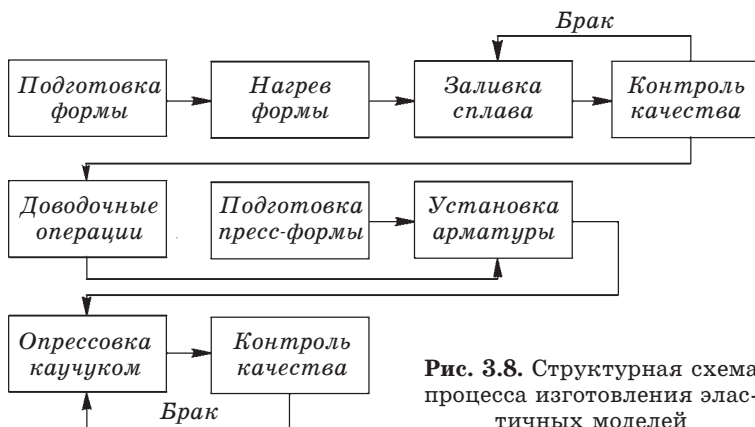 Брак
Подготовка
формы
Нагрев
формы
Заливка
сплава
Контроль
качества
Доводочные
операции
Подготовка
пресс-формы
Установка
арматуры
Опрессовка
каучуком
Контроль
качества
Брак
Рис. 3.8. Структурная схема
процесса изготовления элас-
тичных моделей